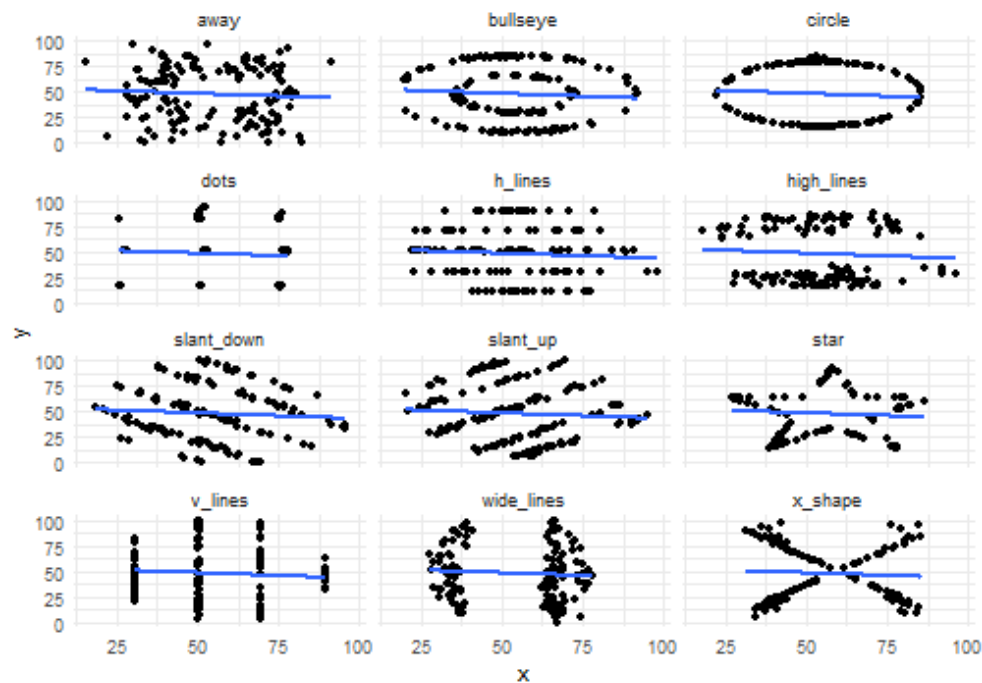 away bullseye circle
100
75
50
25
0
dots h_lines high_lines
100
75
50
25
0
y
slant_down slant_up star
100
75
50
25
0
v_lines wide_lines x_shape
100
75
50
25
0
25 50 75 100 25 50 75 100 25 50 75 100
x